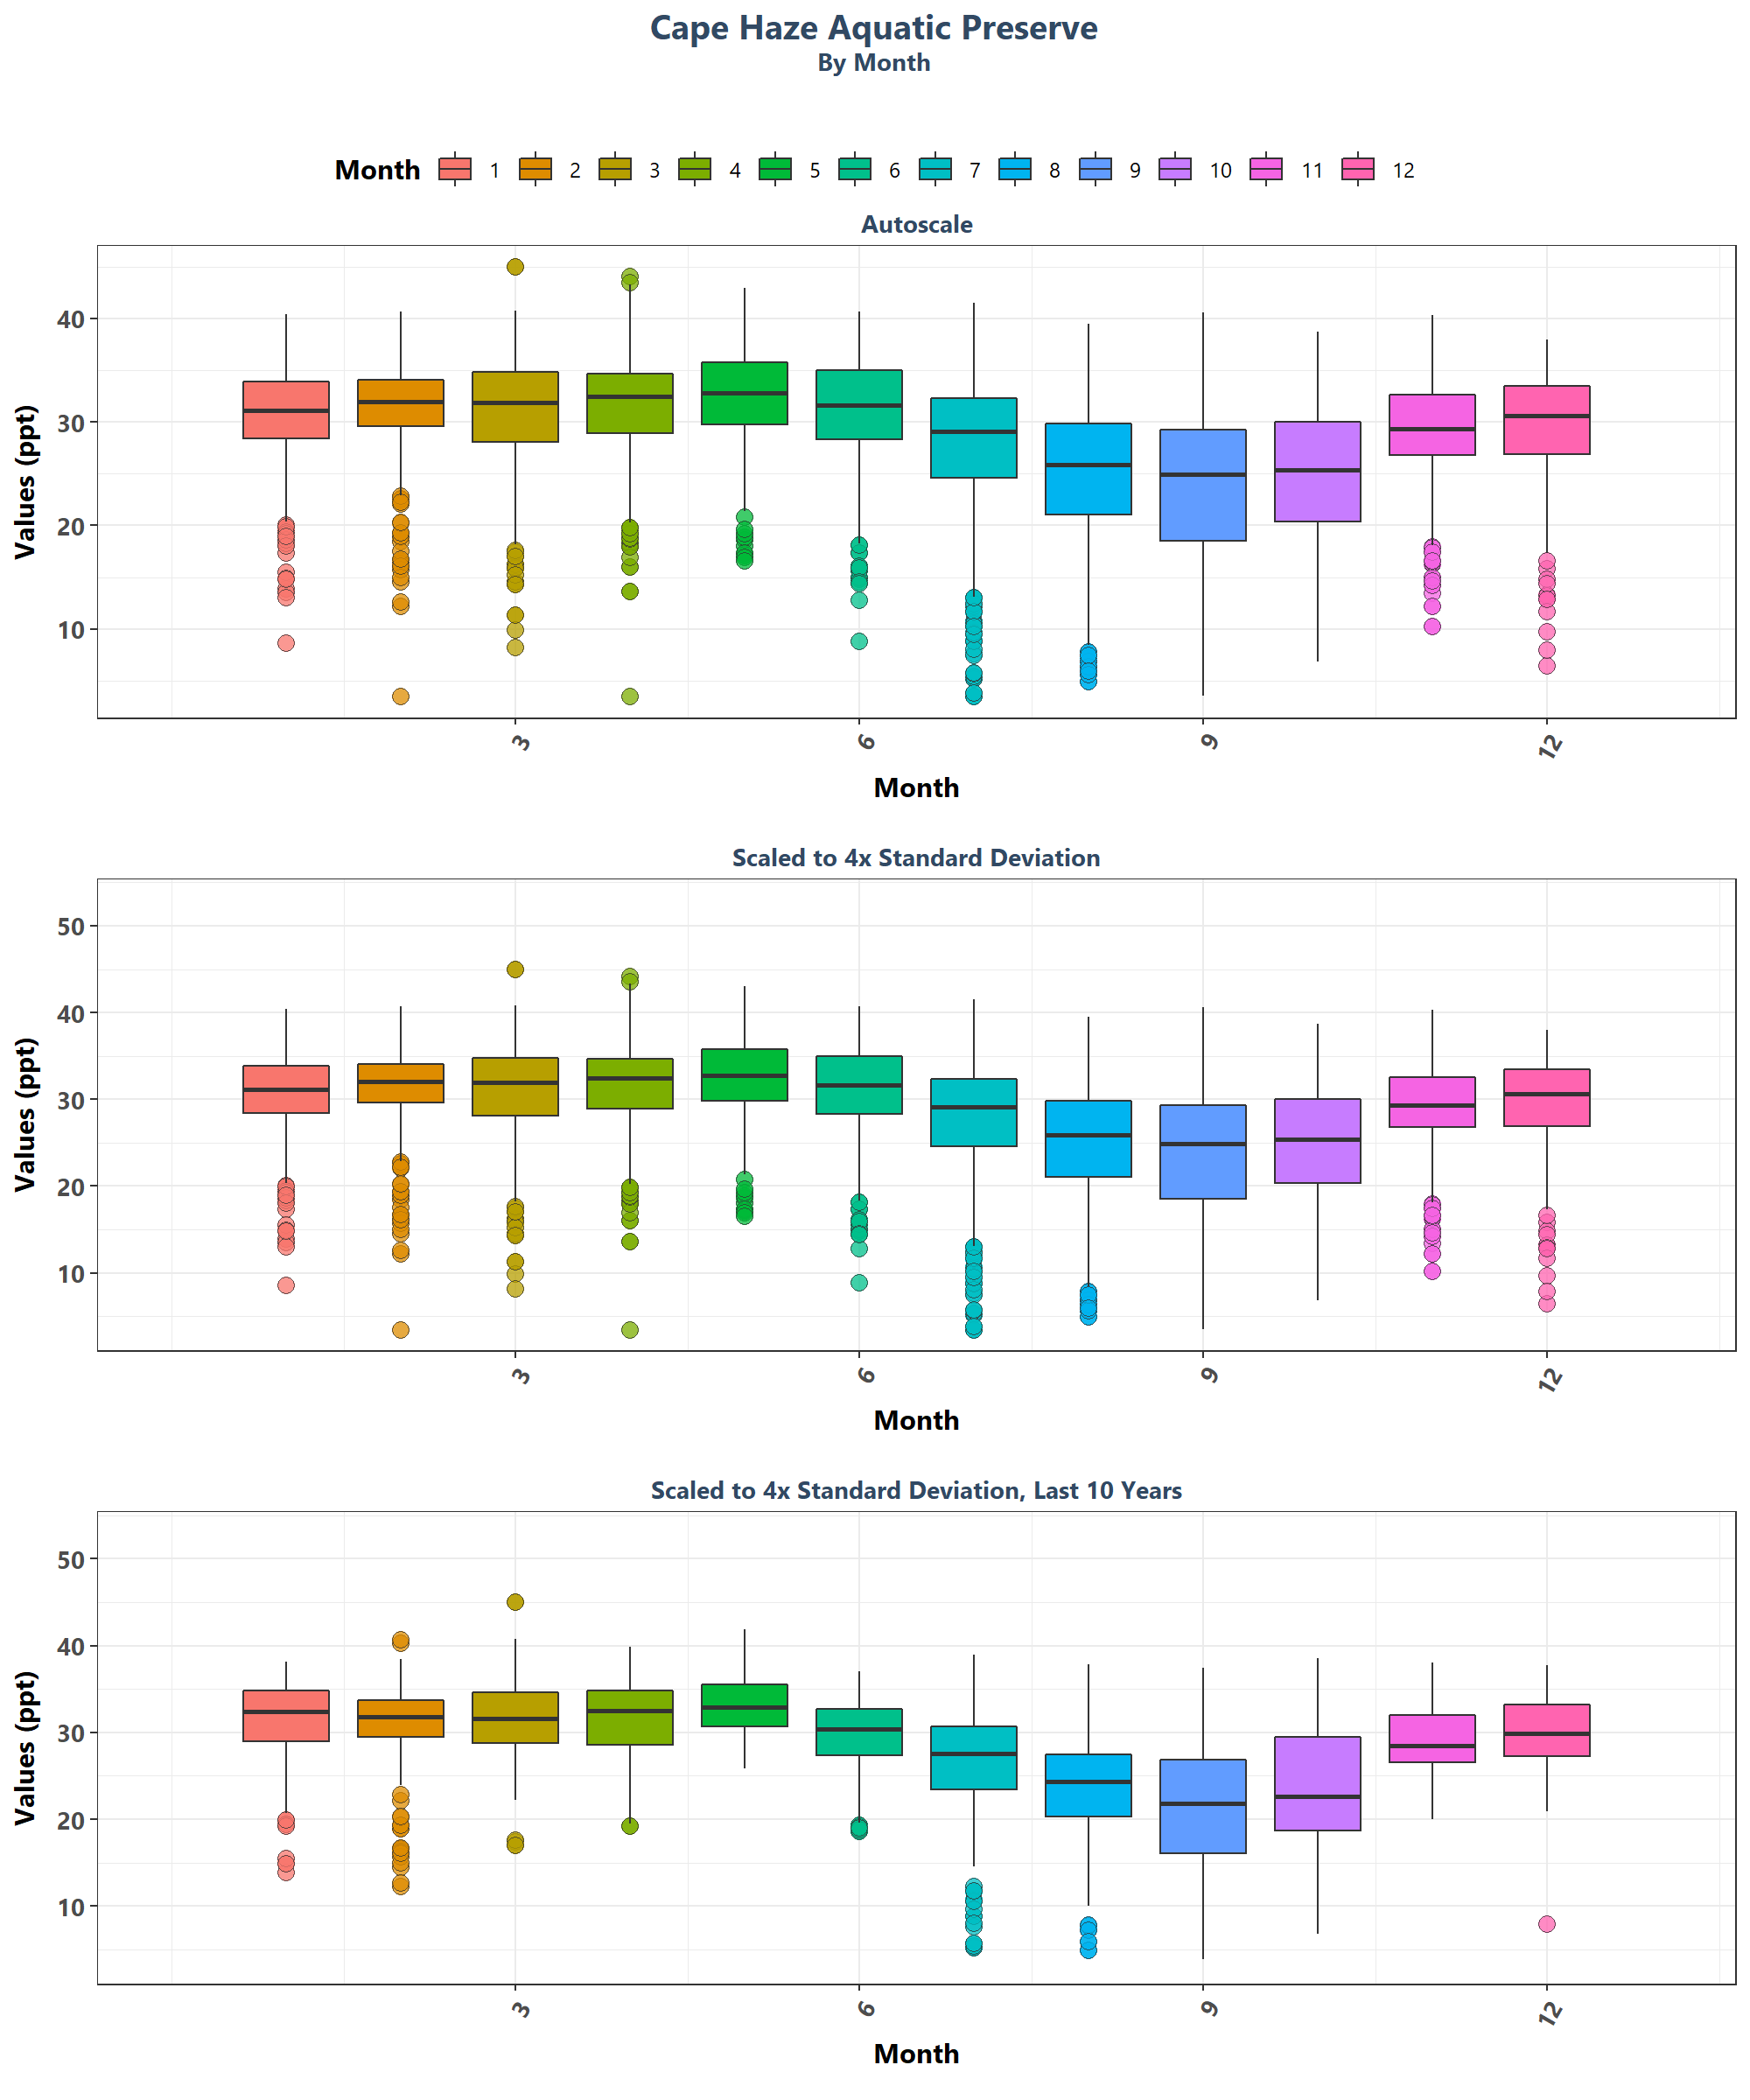 Cape Haze Aquatic Preserve
By Month
Month 1 2 3 4 5 6 7 8 9 10 11 12
Autoscale
Values (ppt)
40
30
20
10
3 6 9 12
Month
Scaled to 4x Standard Deviation
Values (ppt)
50
40
30
20
10
3 6 9 12
Month
Scaled to 4x Standard Deviation, Last 10 Years
Values (ppt)
50
40
30
20
10
3 6 9 12
Month